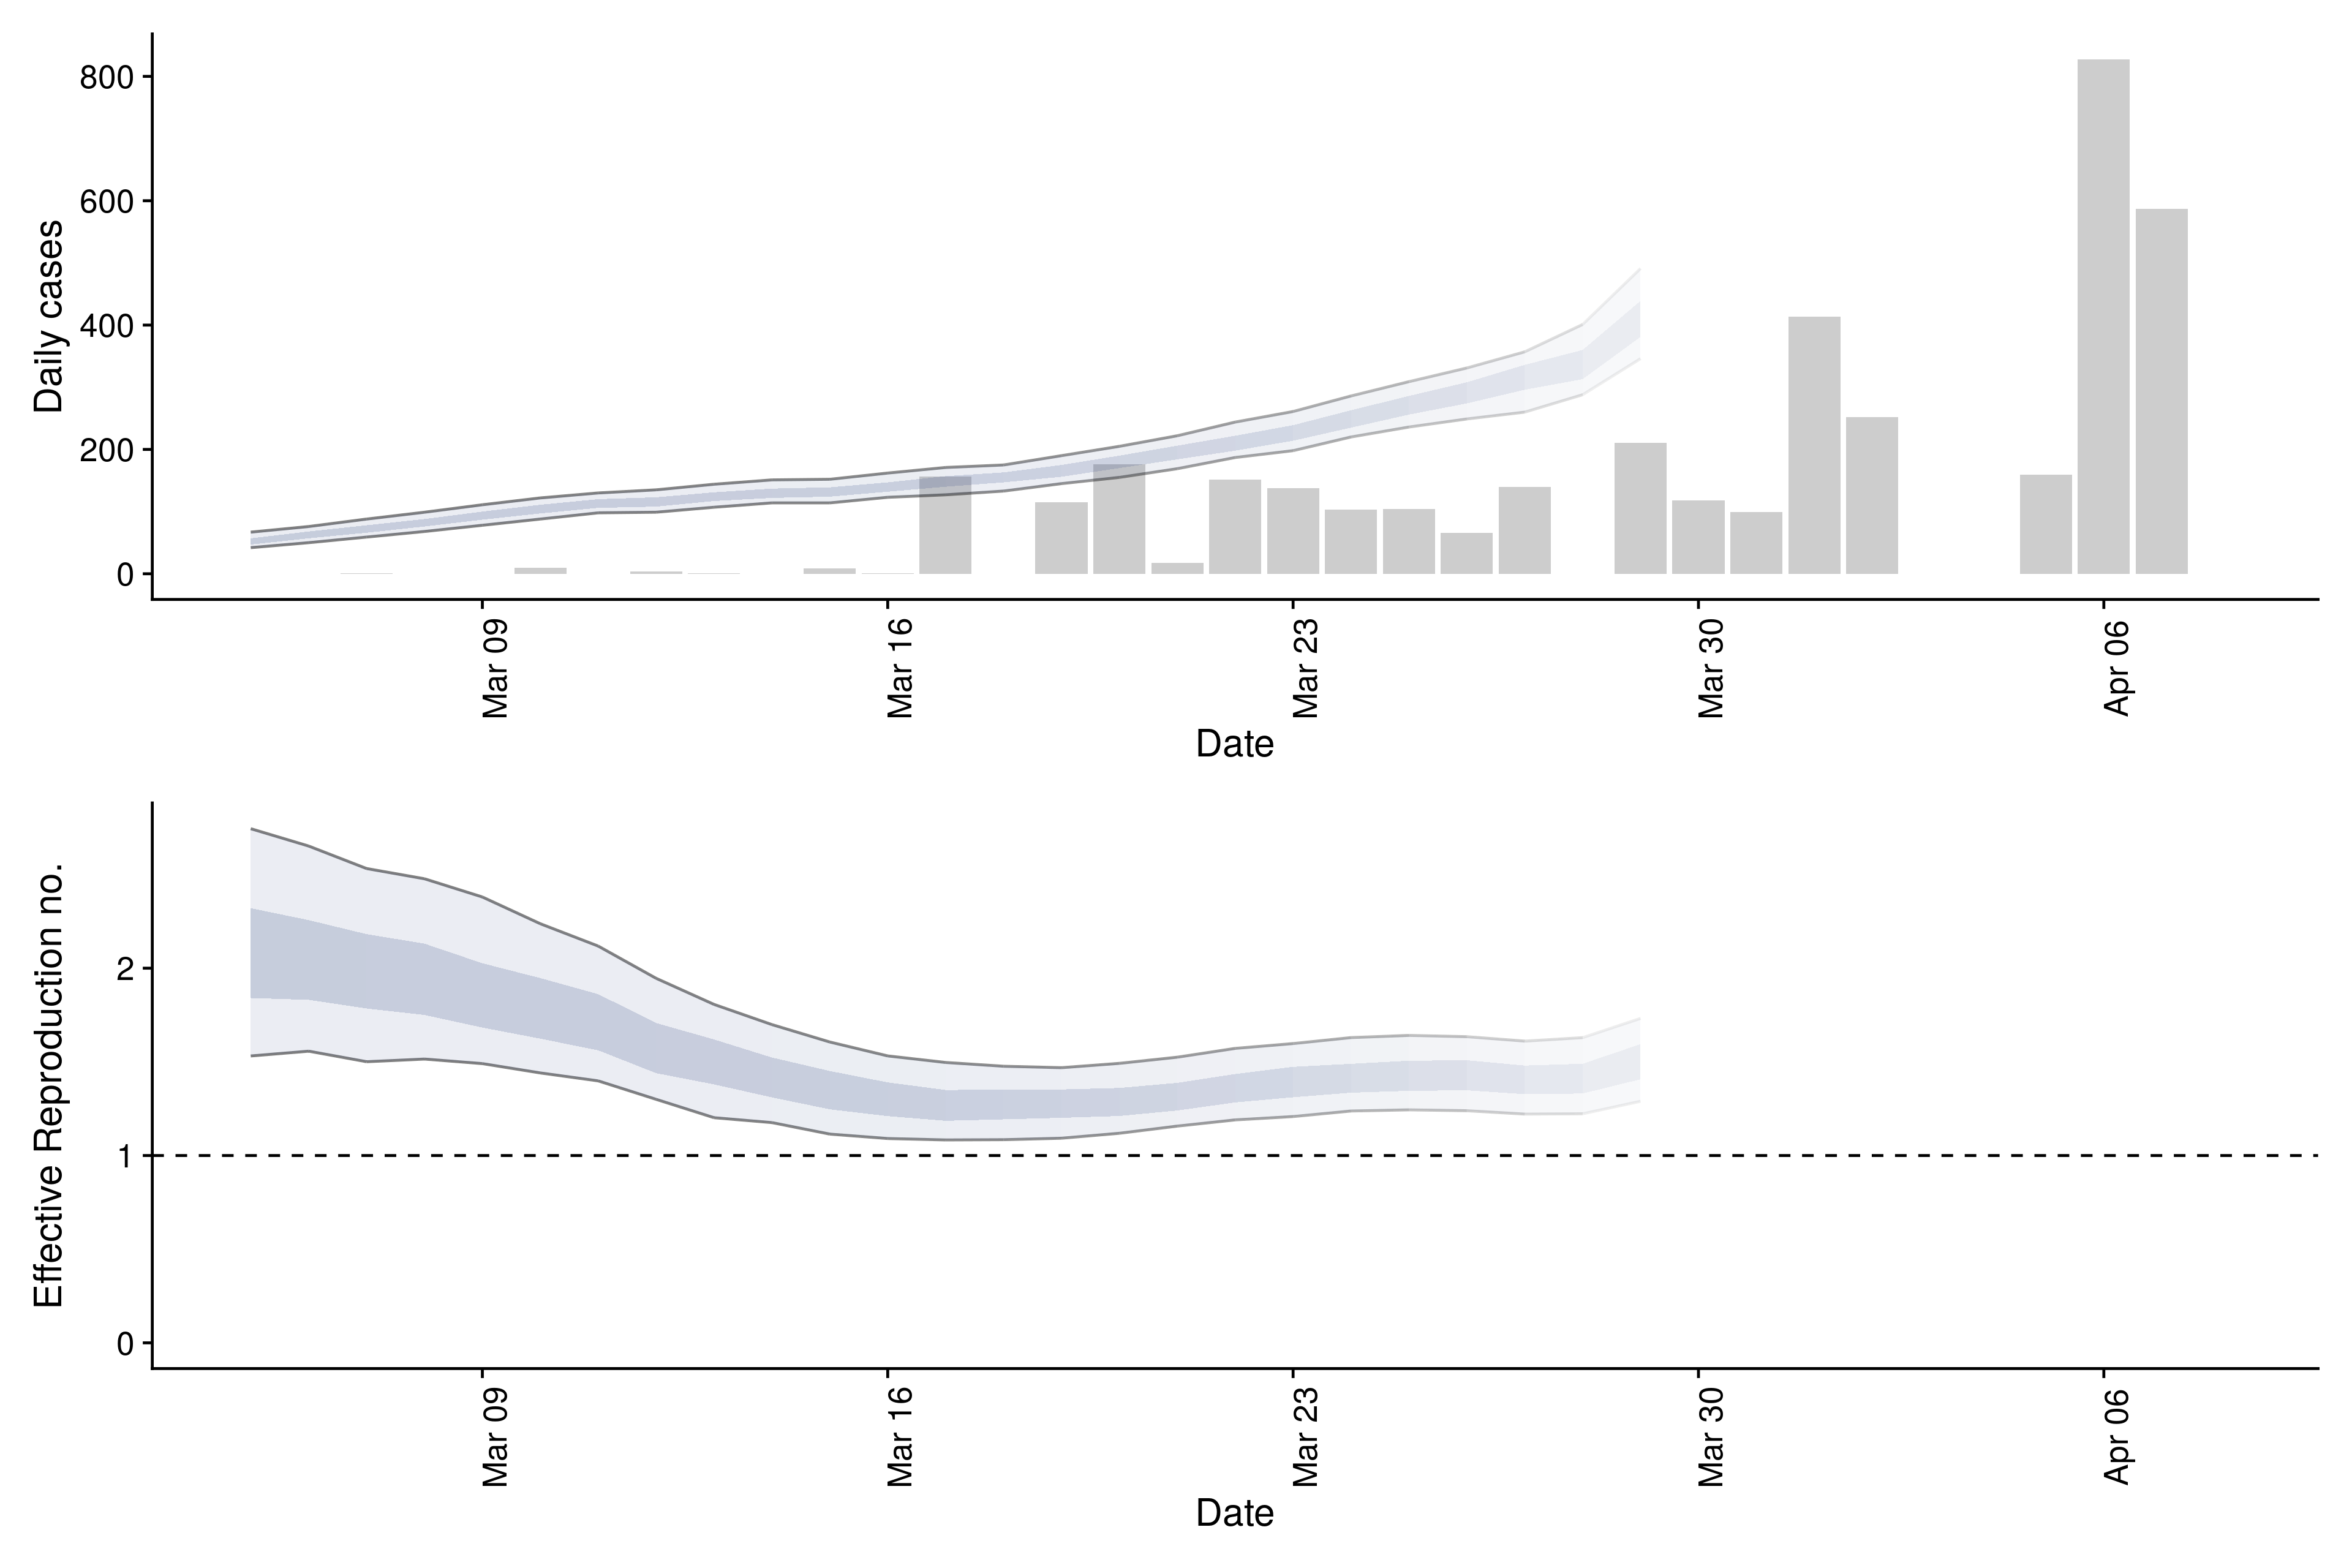 Daily cases
800
600
400
200
0
Mar 09
Mar 16
Mar 23
Mar 30
Apr 06
Date
Effective Reproduction no.
2
1
0
Mar 09
Mar 16
Mar 23
Mar 30
Apr 06
Date